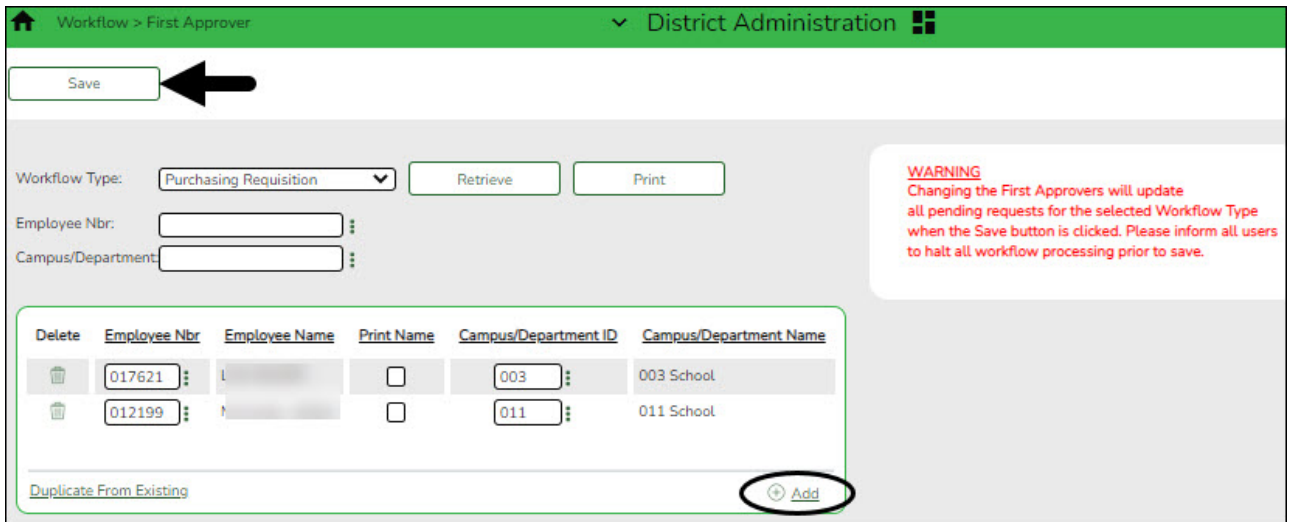 Workflow > First Approver
District Administration
Save
Workflow Type: Purchasing Requisition Retrieve Print
Employee Nbr:
Campus/Department:
WARNING
Changing the First Approvers will update
all pending requests for the selected Workflow Type
when the Save button is clicked. Please inform all users
to halt all workflow processing prior to save.
Delete Employee Nbr Employee Name Print Name Campus/Department ID Campus/Department Name
017621 003 003 School
012199 011 011 School
Duplicate From Existing Add